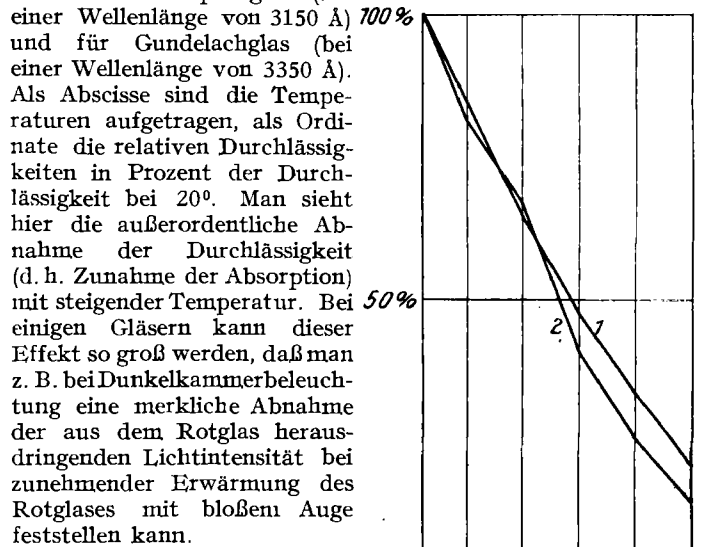 einer Wellenlänge von 3150 Å)
und für Gundelachglas (bei
einer Wellenlänge von 3350 Å).
Als Abscisse sind die Tempe-
raturen aufgetragen, als Ordi-
nate die relativen Durchlässig-
keiten in Prozent der Durch-
lässigkeit bei 20⁰. Man sieht
hier die außerordentliche Ab-
nahme der Durchlässigkeit
(d. h. Zunahme der Absorption)
mit steigender Temperatur. Bei
einigen Gläsern kann dieser
Effekt so groß werden, daß man
z. B. bei Dunkelkammerbeleuch-
tung eine merkliche Abnahme
der aus dem Rotglas heraus-
dringenden Lichtintensität bei
zunehmender Erwärmung des
Rotglases mit bloßem Auge
feststellen kann.
100%
50%
2
1